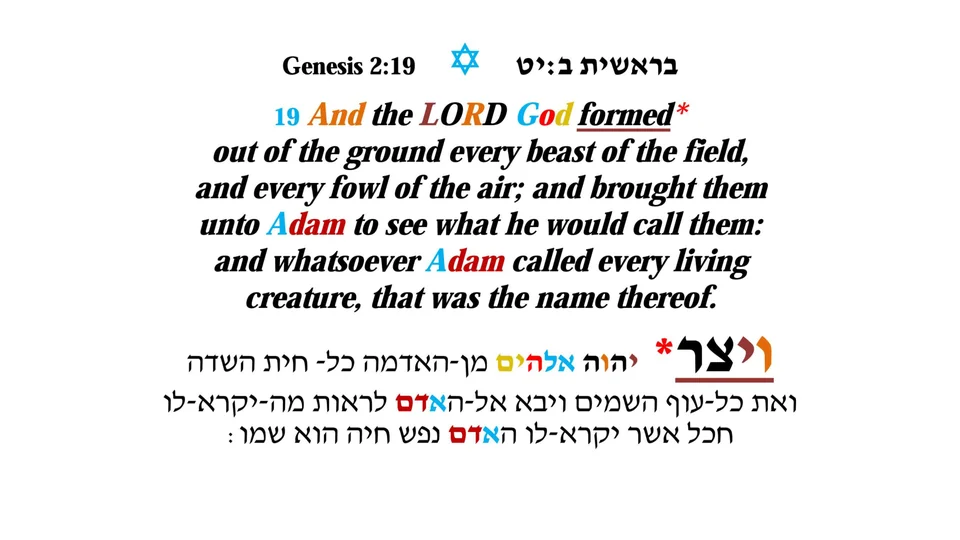 Genesis 2:19 ✡ בראשית ב:יט
19 And the LORD God formed*
out of the ground every beast of the field,
and every fowl of the air; and brought them
unto Adam to see what he would call them:
and whatsoever Adam called every living
creature, that was the name thereof.
ויצר* יהוה אלהים מן-האדמה כל- חית השדה
ואת כל-עוף השמים ויבא אל-האדם לראות מה-יקרא-לו
חכל אשר יקרא-לו האדם נפש חיה הוא שמו: